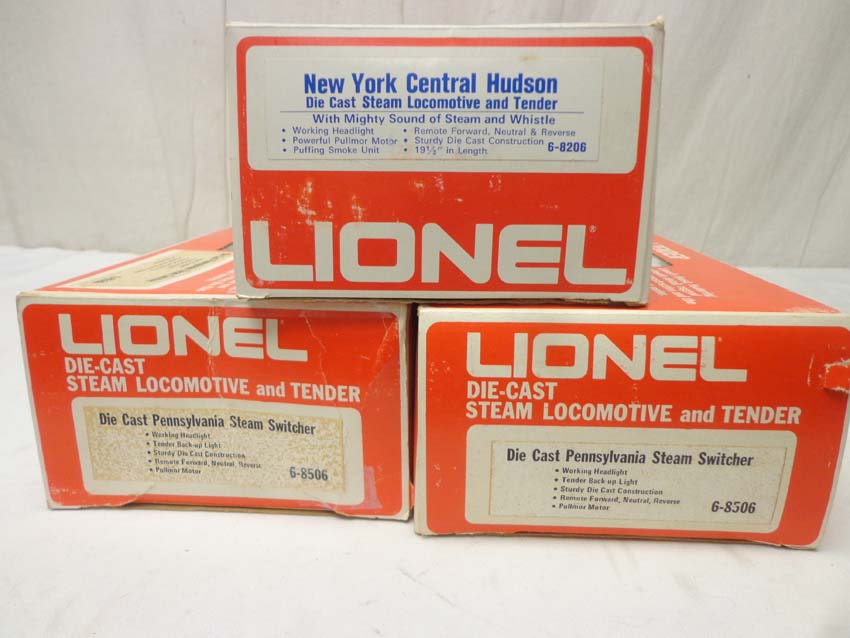 New York Central Hudson
Die Cast Steam Locomotive and Tender
With Mighty Sound of Steam and Whistle
• Working Headlight • Remote Forward, Neutral & Reverse
• Powerful Pullmor Motor • Sturdy Die Cast Construction
• Puffing Smoke Unit • 19½" in Length 6-8206
LIONEL®
LIONEL
DIE-CAST
STEAM LOCOMOTIVE and TENDER
Die Cast Pennsylvania Steam Switcher
• Working Headlight
• Tender Back-up Light
• Sturdy Die Cast Construction
• Remote Forward, Neutral, Reverse
• Pullmor Motor 6-8506
LIONEL
DIE-CAST
STEAM LOCOMOTIVE and TENDER
Die Cast Pennsylvania Steam Switcher
• Working Headlight
• Tender Back-up Light
• Sturdy Die Cast Construction
• Remote Forward, Neutral, Reverse
• Pullmor Motor 6-8506